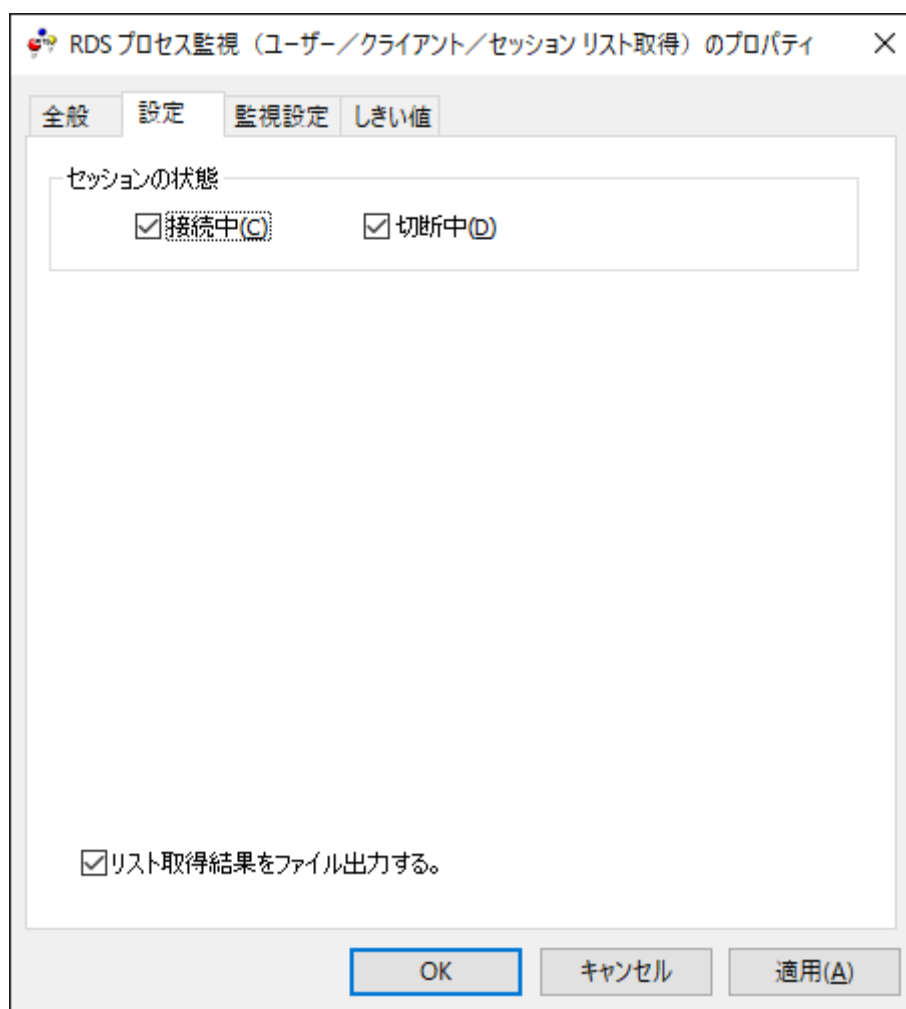 RDS プロセス監視（ユーザー／クライアント／セッション リスト取得）のプロパティ
全般 設定 監視設定 しきい値
セッションの状態
接続中(C) 切断中(D)
リスト取得結果をファイル出力する。
OK キャンセル 適用(A)